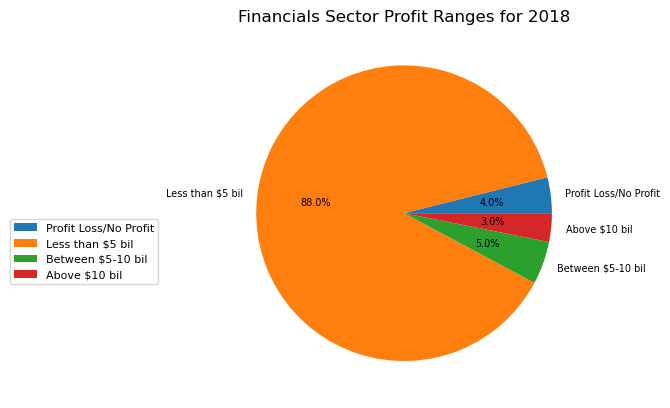 Financials Sector Profit Ranges for 2018
Less than $5 bil
88.0%
4.0%
Profit Loss/No Profit
3.0%
Above $10 bil
5.0%
Between $5-10 bil
Profit Loss/No Profit
Less than $5 bil
Between $5-10 bil
Above $10 bil